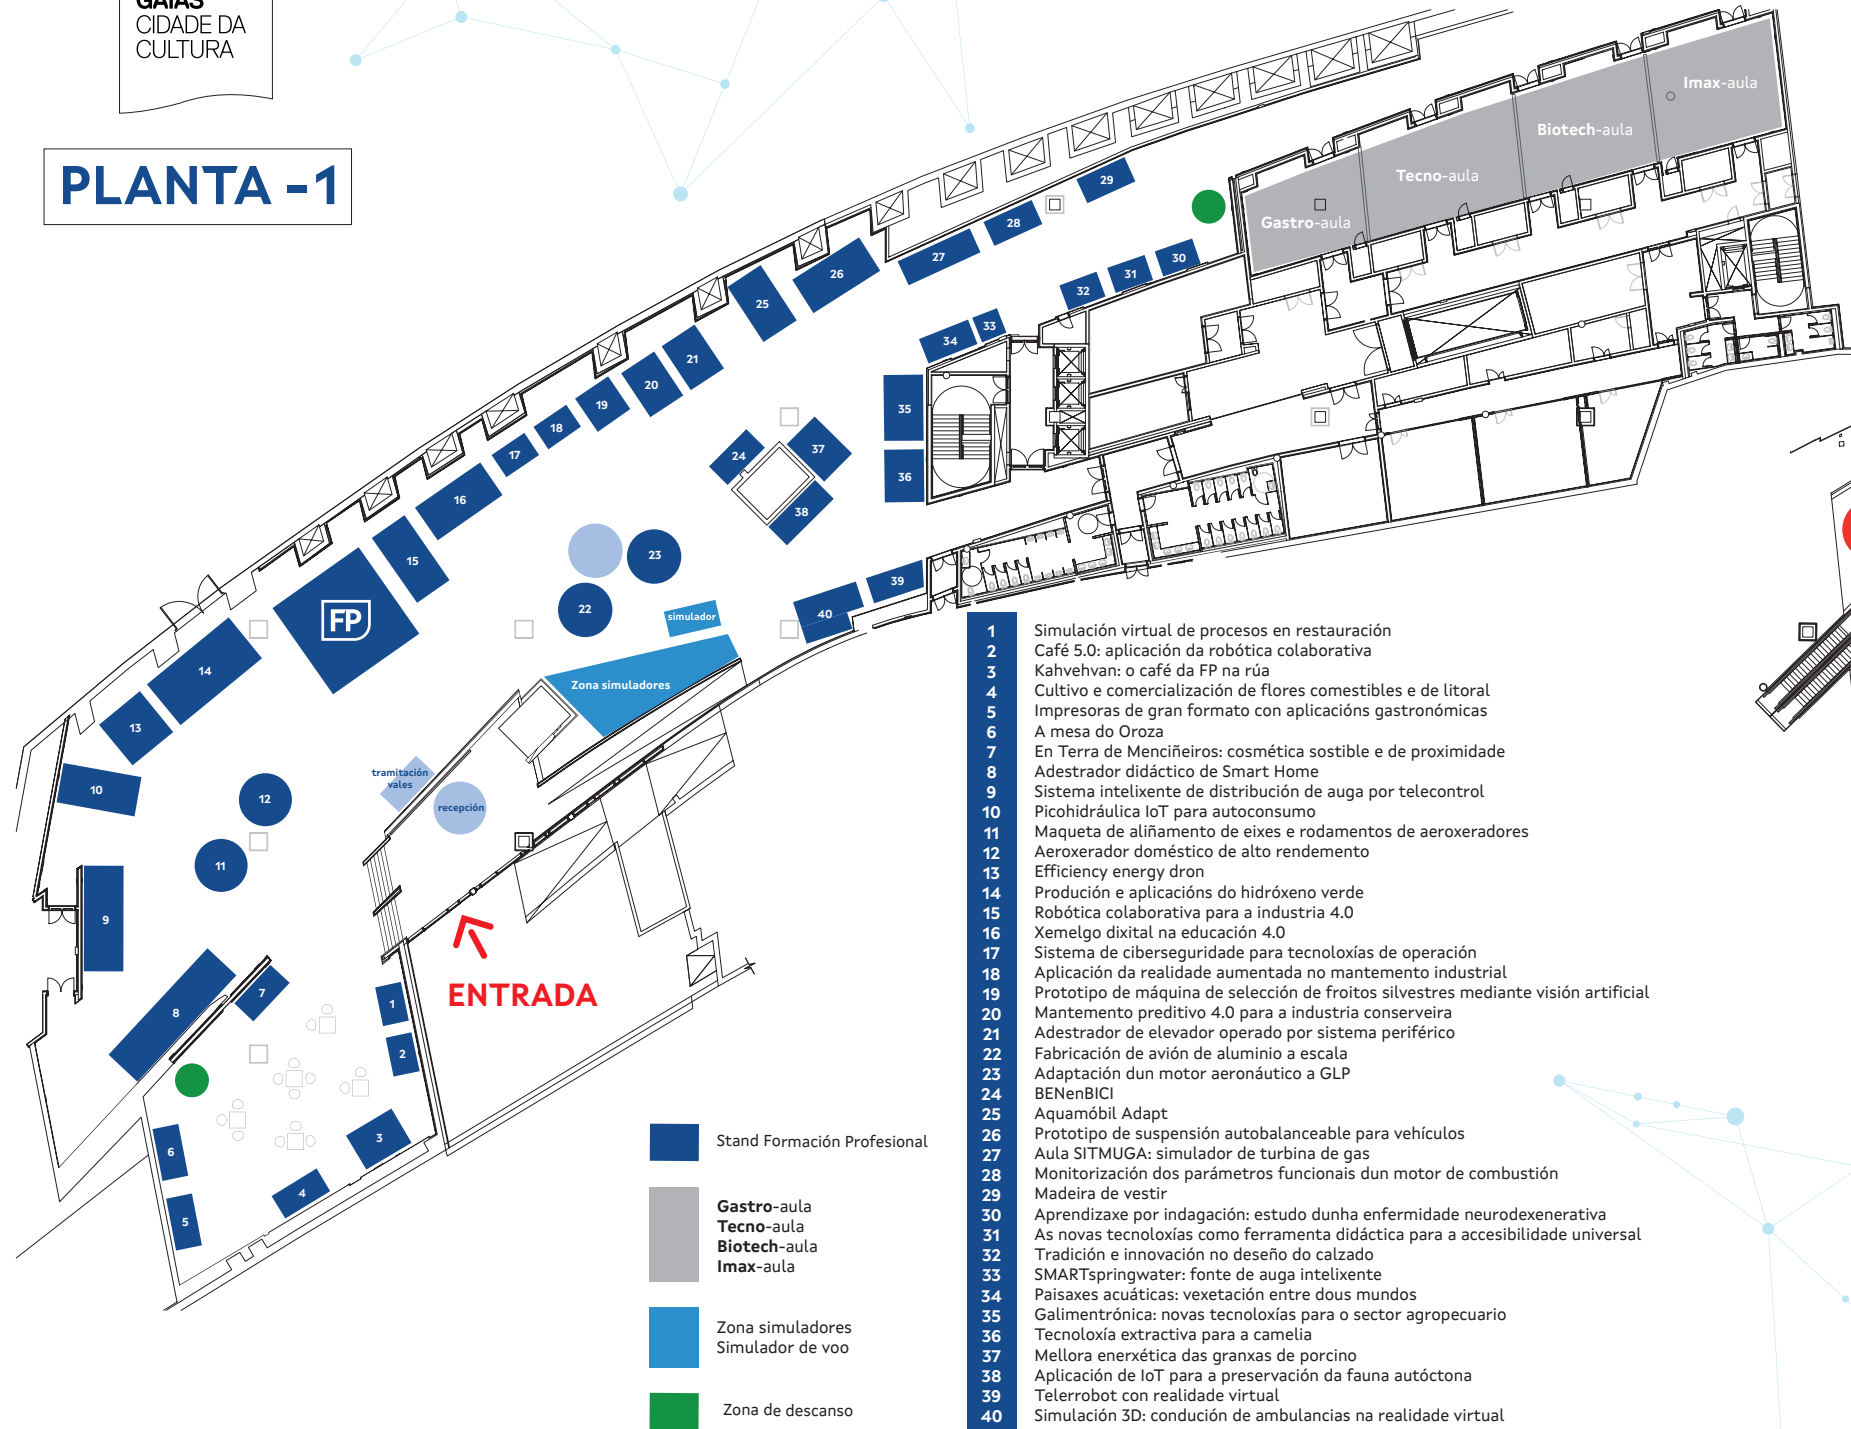 GAIÁS
CIDADE DA
CULTURA
PLANTA -1
Imax-aula
Biotech-aula
Tecno-aula
Gastro-aula
29
28
27
26
25
30
31
32
33
34
35
36
21
20
19
18
17
16
15
24
37
38
23
22
39
40
simulador
Zona simuladores
FP
14
13
10
12
11
9
8
7
tramitación
vales
recepción
ENTRADA
1
2
3
4
5
6
Stand Formación Profesional
Gastro-aula
Tecno-aula
Biotech-aula
Imax-aula
Zona simuladores
Simulador de voo
Zona de descanso
1 Simulación virtual de procesos en restauración
2 Café 5.0: aplicación da robótica colaborativa
3 Kahvehvan: o café da FP na rúa
4 Cultivo e comercialización de flores comestibles e de litoral
5 Impresoras de gran formato con aplicacións gastronómicas
6 A mesa do Oroza
7 En Terra de Menciñeiros: cosmética sostible e de proximidade
8 Adestrador didáctico de Smart Home
9 Sistema intelixente de distribución de auga por telecontrol
10 Picohidráulica IoT para autoconsumo
11 Maqueta de aliñamento de eixes e rodamentos de aeroxeradores
12 Aeroxerador doméstico de alto rendemento
13 Efficiency energy dron
14 Produción e aplicacións do hidróxeno verde
15 Robótica colaborativa para a industria 4.0
16 Xemelgo dixital na educación 4.0
17 Sistema de ciberseguridade para tecnoloxías de operación
18 Aplicación da realidade aumentada no mantemento industrial
19 Prototipo de máquina de selección de froitos silvestres mediante visión artificial
20 Mantemento preditivo 4.0 para a industria conserveira
21 Adestrador de elevador operado por sistema periférico
22 Fabricación de avión de aluminio a escala
23 Adaptación dun motor aeronáutico a GLP
24 BENenBICI
25 Aquamóbil Adapt
26 Prototipo de suspensión autobalanceable para vehículos
27 Aula SITMUGA: simulador de turbina de gas
28 Monitorización dos parámetros funcionais dun motor de combustión
29 Madeira de vestir
30 Aprendizaxe por indagación: estudo dunha enfermidade neurodexenerativa
31 As novas tecnoloxías como ferramenta didáctica para a accesibilidade universal
32 Tradición e innovación no deseño do calzado
33 SMARTspringwater: fonte de auga intelixente
34 Paisaxes acuáticas: vexetación entre dous mundos
35 Galimentrónica: novas tecnoloxías para o sector agropecuario
36 Tecnoloxía extractiva para a camelia
37 Mellora enerxética das granxas de porcino
38 Aplicación de IoT para a preservación da fauna autóctona
39 Telerrobot con realidade virtual
40 Simulación 3D: condución de ambulancias na realidade virtual